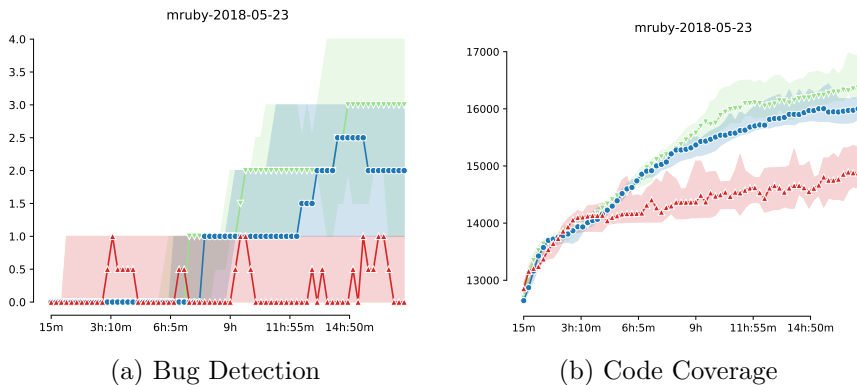 mruby-2018-05-23
4.0
3.5
3.0
2.5
2.0
1.5
1.0
0.5
0.0
15m 3h:10m 6h:5m 9h 11h:55m 14h:50m
(a) Bug Detection
mruby-2018-05-23
17000
16000
15000
14000
13000
15m 3h:10m 6h:5m 9h 11h:55m 14h:50m
(b) Code Coverage